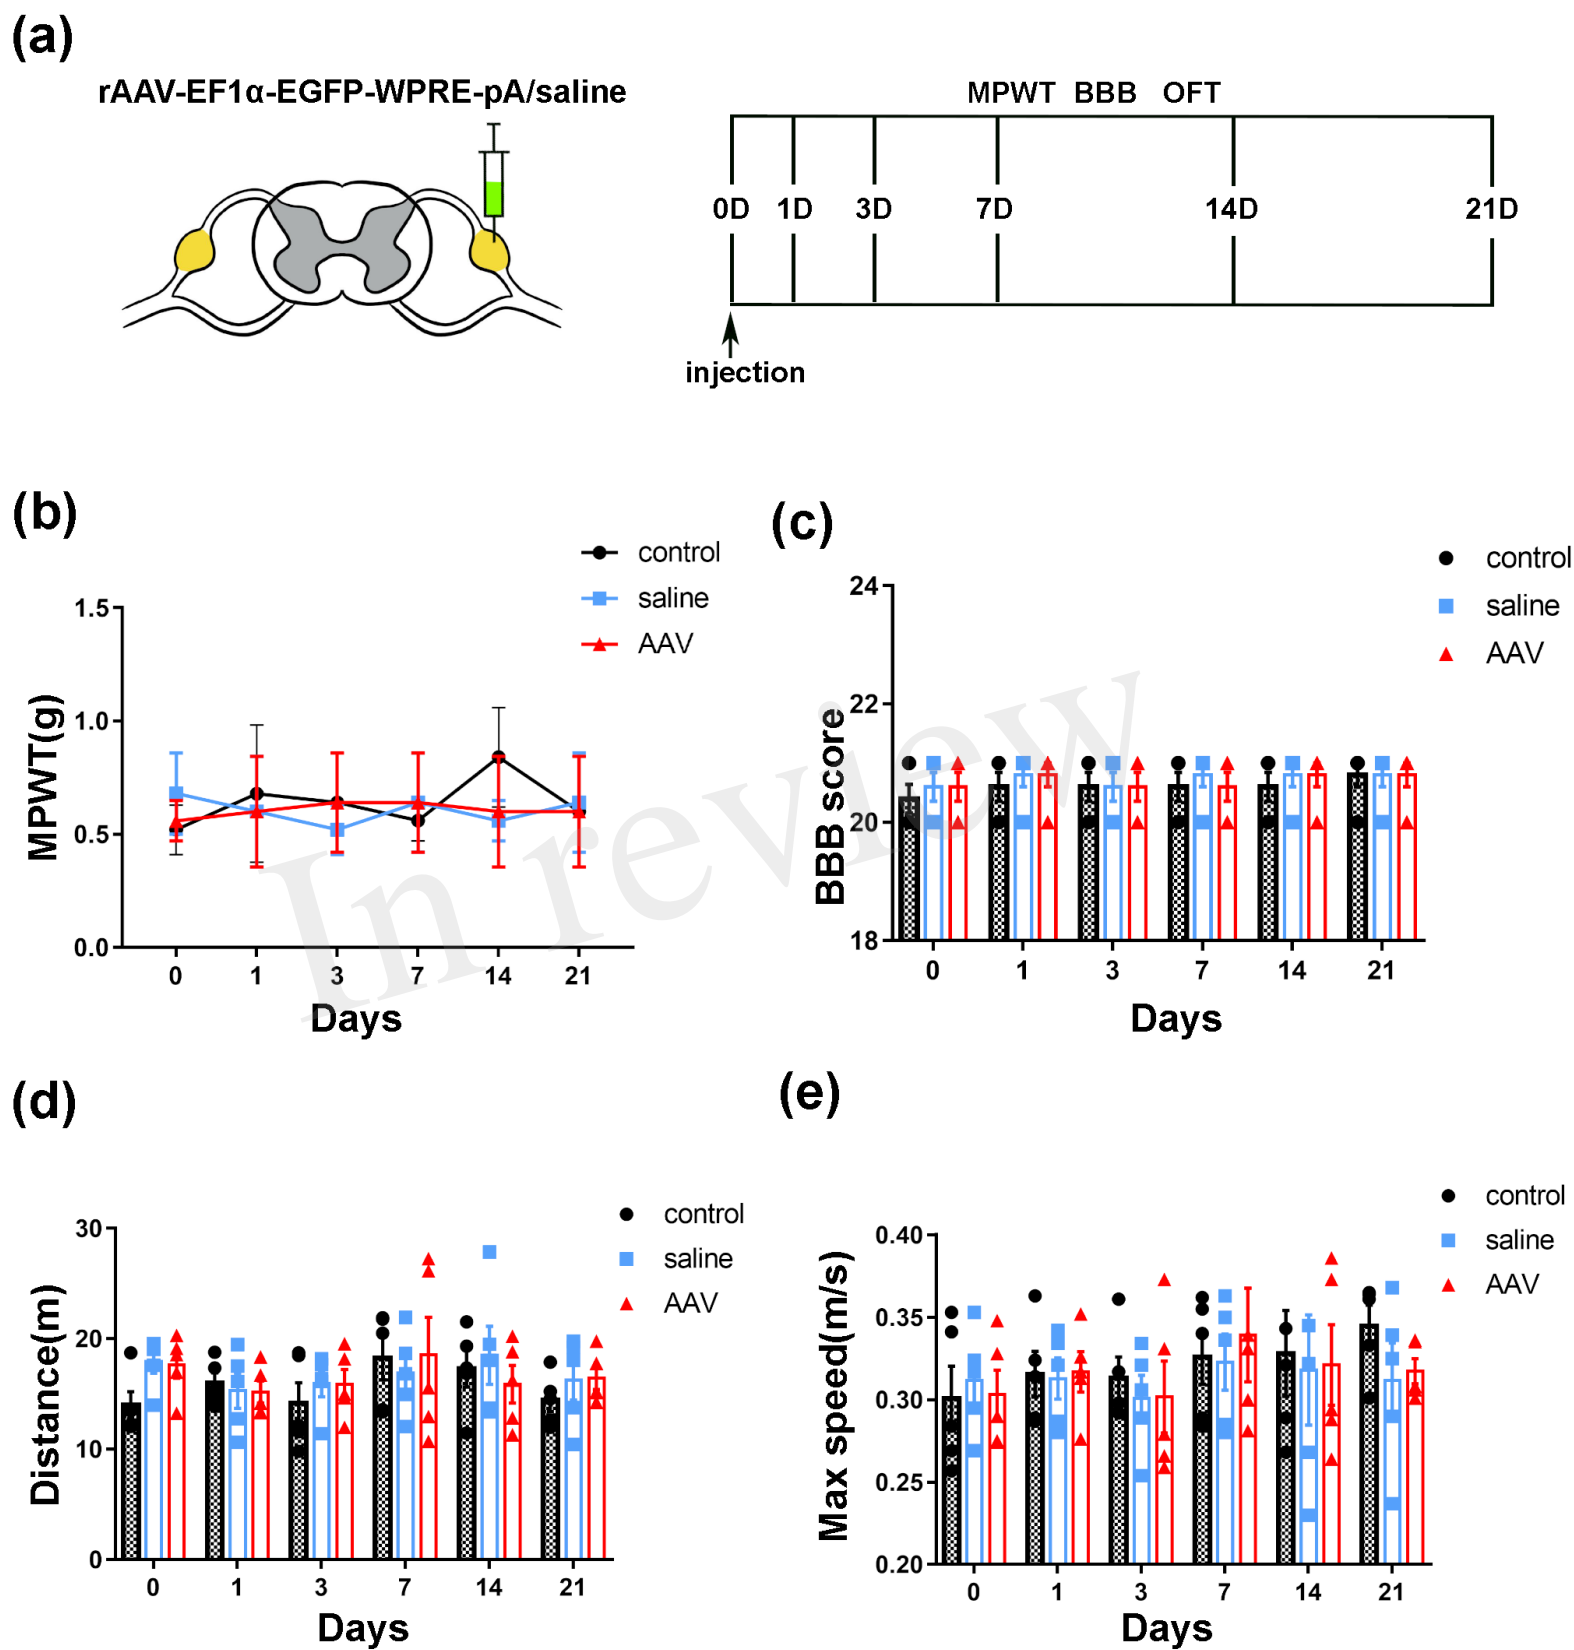 (a)
rAAV-EF1α-EGFP-WPRE-pA/saline
MPWT BBB OFT
0D 1D 3D 7D 14D 21D
injection
(b)
control
saline
AAV
1.5
1.0
0.5
0.0
MPWT(g)
0 1 3 7 14 21
Days
(c)
control
saline
AAV
24
22
20
18
BBB score
0 1 3 7 14 21
Days
In review
(d)
control
saline
AAV
30
20
10
0
Distance(m)
0 1 3 7 14 21
Days
(e)
control
saline
AAV
0.40
0.35
0.30
0.25
0.20
Max speed(m/s)
0 1 3 7 14 21
Days